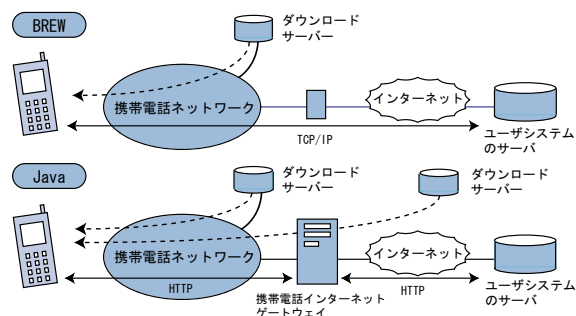 BREW
ダウンロード
サーバー
携帯電話ネットワーク
インターネット
TCP/IP
ユーザシステム
のサーバ
Java
ダウンロード
サーバー
ダウンロード
サーバー
携帯電話ネットワーク
インターネット
HTTP
HTTP
携帯電話インターネット
ゲートウェイ
ユーザシステム
のサーバ